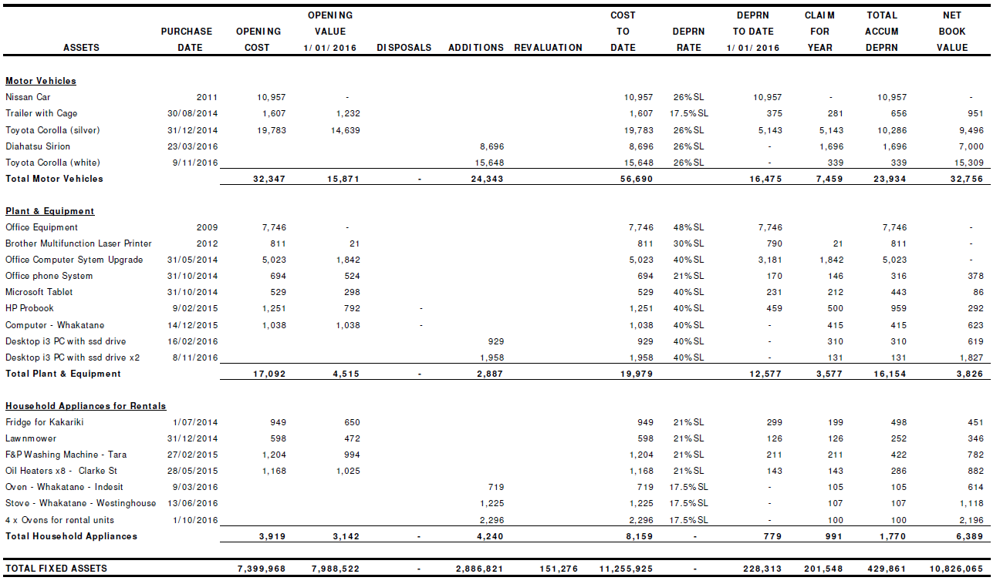 OPENING COST DEPRN CLAIM TOTAL NET
PURCHASE OPENING VALUE TO DEPRN TO DATE FOR ACCUM BOOK
ASSETS DATE COST 1/01/2016 DISPOSALS ADDITIONS REVALUATION DATE RATE 1/01/2016 YEAR DEPRN VALUE
Motor Vehicles
Nissan Car 2011 10,957 - 10,957 26%SL 10,957 - 10,957 -
Trailer with Cage 30/08/2014 1,607 1,232 1,607 17.5%SL 375 281 656 951
Toyota Corolla (silver) 31/12/2014 19,783 14,639 19,783 26%SL 5,143 5,143 10,286 9,496
Diahatsu Sirion 23/03/2016 8,696 8,696 26%SL - 1,696 1,696 7,000
Toyota Corolla (white) 9/11/2016 15,648 15,648 26%SL - 339 339 15,309
Total Motor Vehicles 32,347 15,871 - 24,343 56,690 16,475 7,459 23,934 32,756
Plant & Equipment
Office Equipment 2009 7,746 - 7,746 48%SL 7,746 7,746 -
Brother Multifunction Laser Printer 2012 811 21 811 30%SL 790 21 811 -
Office Computer Sytem Upgrade 31/05/2014 5,023 1,842 5,023 40%SL 3,181 1,842 5,023 -
Office phone System 31/10/2014 694 524 694 21%SL 170 146 316 378
Microsoft Tablet 31/10/2014 529 298 529 40%SL 231 212 443 86
HP Probook 9/02/2015 1,251 792 - 1,251 40%SL 459 500 959 292
Computer - Whakatane 14/12/2015 1,038 1,038 - 1,038 40%SL - 415 415 623
Desktop i3 PC with ssd drive 16/02/2016 929 929 40%SL - 310 310 619
Desktop i3 PC with ssd drive x2 8/11/2016 1,958 1,958 40%SL - 131 131 1,827
Total Plant & Equipment 17,092 4,515 - 2,887 19,979 12,577 3,577 16,154 3,826
Household Appliances for Rentals
Fridge for Kakariki 1/07/2014 949 650 949 21%SL 299 199 498 451
Lawnmower 31/12/2014 598 472 598 21%SL 126 126 252 346
F&P Washing Machine - Tara 27/02/2015 1,204 994 1,204 21%SL 211 211 422 782
Oil Heaters x8 - Clarke St 28/05/2015 1,168 1,025 1,168 21%SL 143 143 286 882
Oven - Whakatane - Indesit 9/03/2016 719 719 17.5%SL - 105 105 614
Stove - Whakatane - Westinghouse 13/06/2016 1,225 1,225 17.5%SL - 107 107 1,118
4 x Ovens for rental units 1/10/2016 2,296 2,296 17.5%SL - 100 100 2,196
Total Household Appliances 3,919 3,142 - 4,240 8,159 - 779 991 1,770 6,389
TOTAL FIXED ASSETS 7,399,968 7,988,522 - 2,886,821 151,276 11,255,925 - 228,313 201,548 429,861 10,826,065